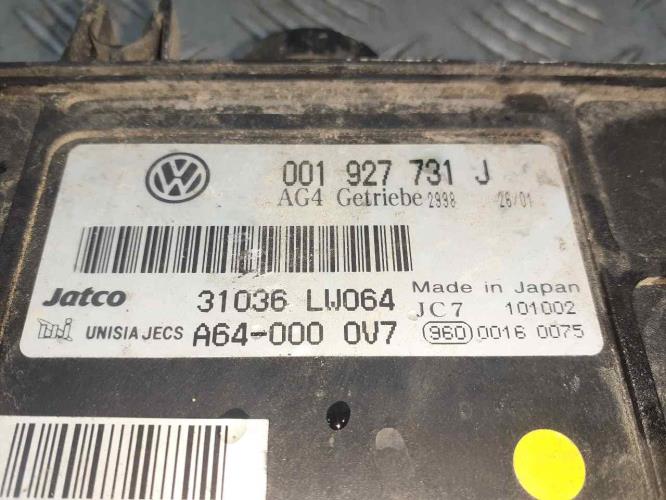 001 927 731 J
AG4 Getriebe 2998 26/01
Jatco 31036 LW064 Made in Japan
JC7 101002
UNISIA JECS A64-000 0V7 960 0016 0075